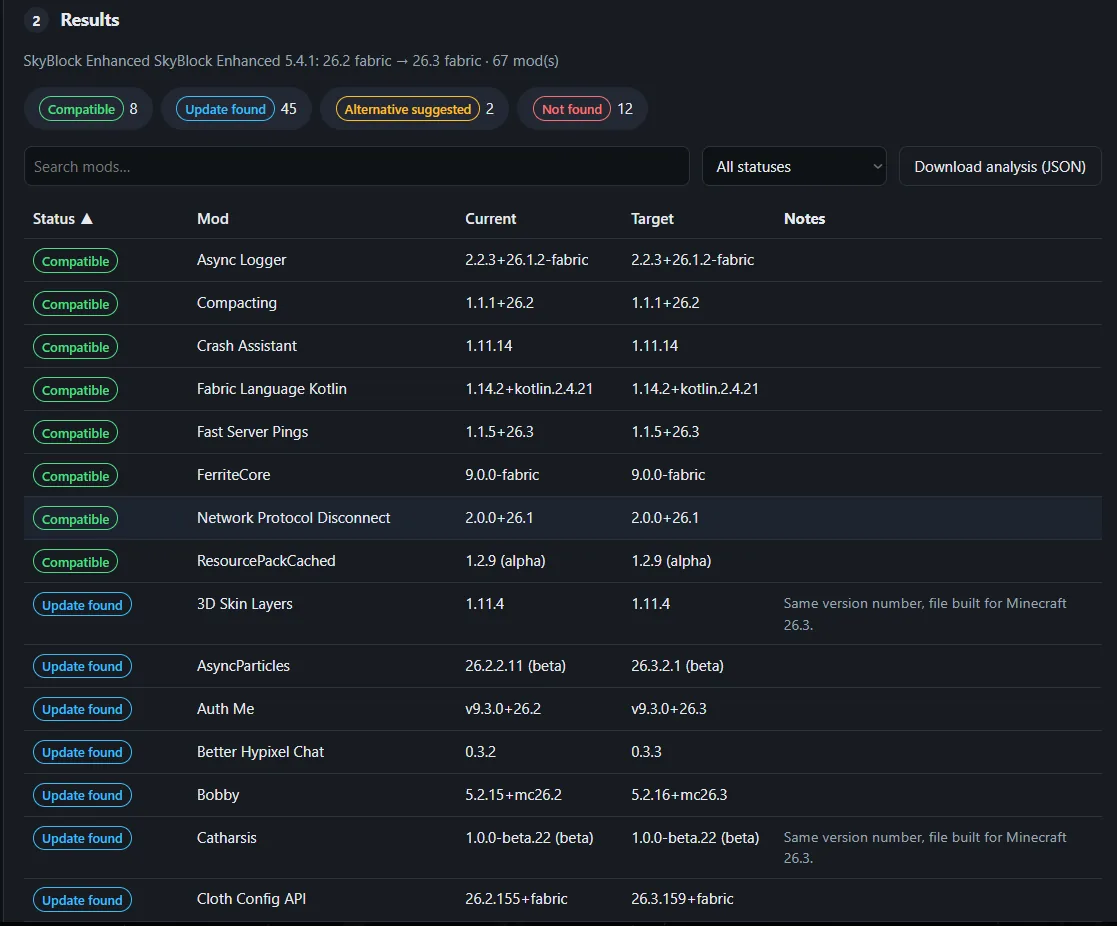 2 Results
SkyBlock Enhanced SkyBlock Enhanced 5.4.1: 26.2 fabric → 26.3 fabric · 67 mod(s)
Compatible 8 Update found 45 Alternative suggested 2 Not found 12
Search mods... All statuses Download analysis (JSON)
Status ▲ Mod Current Target Notes
Compatible Async Logger 2.2.3+26.1.2-fabric 2.2.3+26.1.2-fabric
Compatible Compacting 1.1.1+26.2 1.1.1+26.2
Compatible Crash Assistant 1.11.14 1.11.14
Compatible Fabric Language Kotlin 1.14.2+kotlin.2.4.21 1.14.2+kotlin.2.4.21
Compatible Fast Server Pings 1.1.5+26.3 1.1.5+26.3
Compatible FerriteCore 9.0.0-fabric 9.0.0-fabric
Compatible Network Protocol Disconnect 2.0.0+26.1 2.0.0+26.1
Compatible ResourcePackCached 1.2.9 (alpha) 1.2.9 (alpha)
Update found 3D Skin Layers 1.11.4 1.11.4 Same version number, file built for Minecraft
26.3.
Update found AsyncParticles 26.2.2.11 (beta) 26.3.2.1 (beta)
Update found Auth Me v9.3.0+26.2 v9.3.0+26.3
Update found Better Hypixel Chat 0.3.2 0.3.3
Update found Bobby 5.2.15+mc26.2 5.2.16+mc26.3
Update found Catharsis 1.0.0-beta.22 (beta) 1.0.0-beta.22 (beta) Same version number, file built for Minecraft
26.3.
Update found Cloth Config API 26.2.155+fabric 26.3.159+fabric